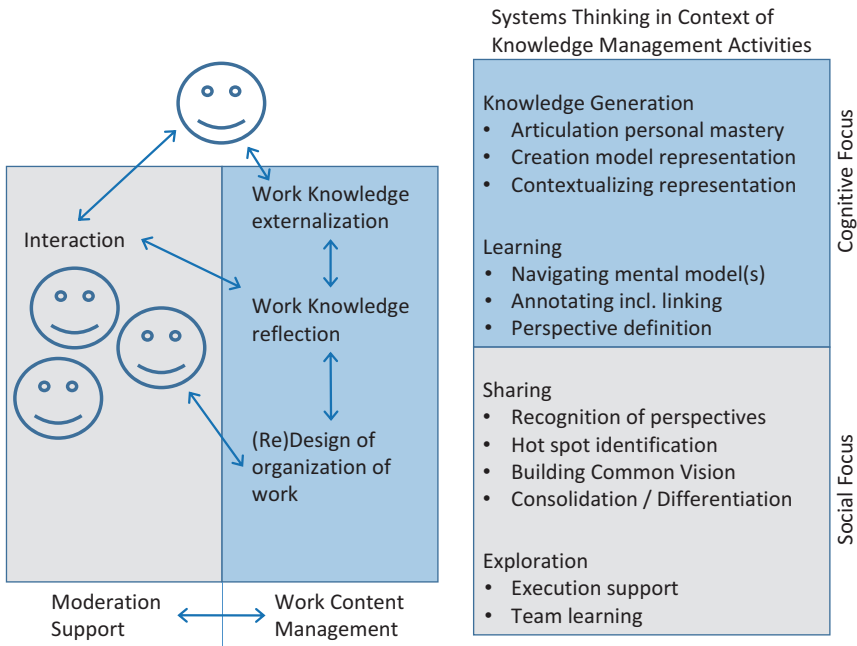 Work Knowledge
externalization
Interaction
Work Knowledge
reflection
(Re)Design of
organization of
work
Moderation
Support
Work Content
Management
Systems Thinking in Context of
Knowledge Management Activities
Knowledge Generation
• Articulation personal mastery
• Creation model representation
• Contextualizing representation
Learning
• Navigating mental model(s)
• Annotating incl. linking
• Perspective definition
Cognitive Focus
Sharing
• Recognition of perspectives
• Hot spot identification
• Building Common Vision
• Consolidation / Differentiation
Exploration
• Execution support
• Team learning
Social Focus